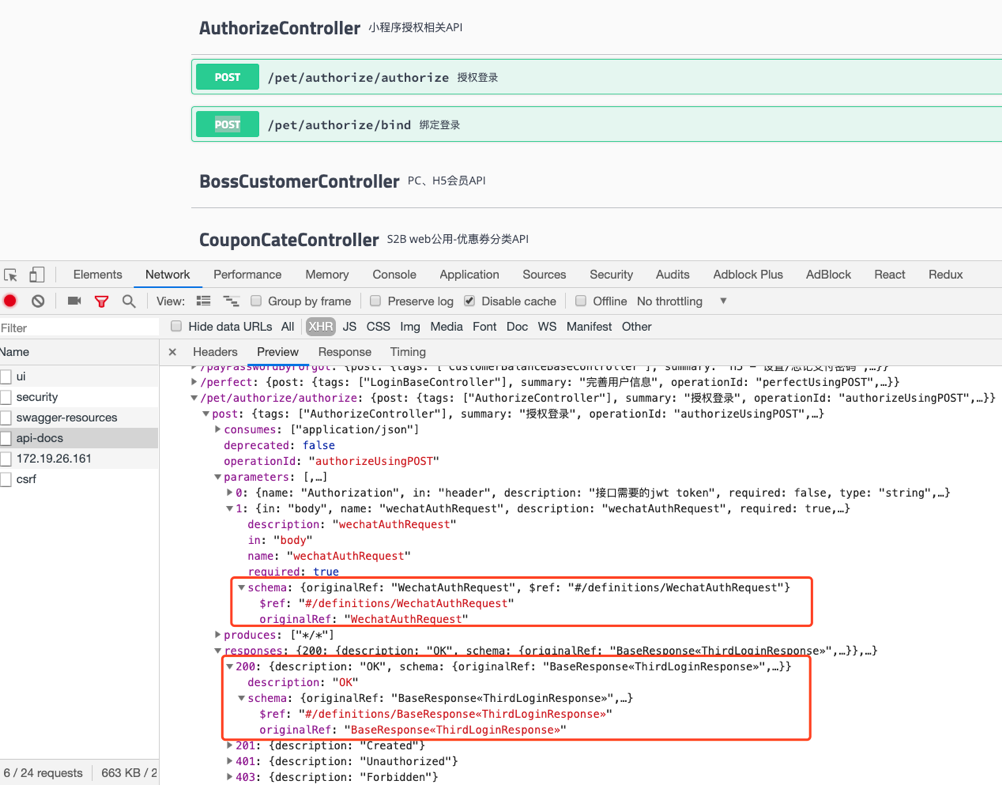 AuthorizeController 小程序授权相关API
POST /pet/authorize/authorize 授权登录
POST /pet/authorize/bind 绑定登录
BossCustomerController PC、H5会员API
CouponCateController S2B web公用-优惠券分类API
Elements Network Performance Memory Console Application Sources Security Audits Adblock Plus AdBlock React Redux
View: Group by frame Preserve log Disable cache Offline No throttling
Filter Hide data URLs All XHR JS CSS Img Media Font Doc WS Manifest Other
Name
Headers Preview Response Timing
ui
security
swagger-resources
api-docs
172.19.26.161
csrf
/payPasswordByForgot: {post: {tags: ["CustomerBalanceBaseController"], summary: "H5 - 设置/忘记支付密码",…}}
/perfect: {post: {tags: ["LoginBaseController"], summary: "完善用户信息", operationId: "perfectUsingPOST",…}}
/pet/authorize/authorize: {post: {tags: ["AuthorizeController"], summary: "授权登录", operationId: "authorizeUsingPOST",…}}
post: {tags: ["AuthorizeController"], summary: "授权登录", operationId: "authorizeUsingPOST",…}
consumes: ["application/json"]
deprecated: false
operationId: "authorizeUsingPOST"
parameters: [,…]
0: {name: "Authorization", in: "header", description: "接口需要的jwt token", required: false, type: "string",…}
1: {in: "body", name: "wechatAuthRequest", description: "wechatAuthRequest", required: true,…}
description: "wechatAuthRequest"
in: "body"
name: "wechatAuthRequest"
required: true
schema: {originalRef: "WechatAuthRequest", $ref: "#/definitions/WechatAuthRequest"}
$ref: "#/definitions/WechatAuthRequest"
originalRef: "WechatAuthRequest"
produces: ["*/*"]
responses: {200: {description: "OK", schema: {originalRef: "BaseResponse«ThirdLoginResponse»",…}},…}
200: {description: "OK", schema: {originalRef: "BaseResponse«ThirdLoginResponse»",…}}
description: "OK"
schema: {originalRef: "BaseResponse«ThirdLoginResponse»",…}
$ref: "#/definitions/BaseResponse«ThirdLoginResponse»"
originalRef: "BaseResponse«ThirdLoginResponse»"
201: {description: "Created"}
401: {description: "Unauthorized"}
403: {description: "Forbidden"}
6 / 24 requests 663 KB / 2